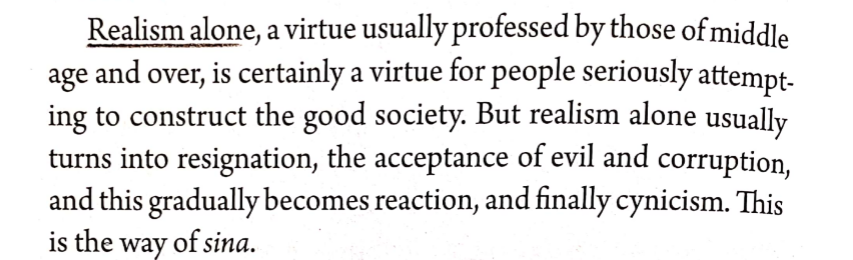 Realism alone, a virtue usually professed by those of middle
age and over, is certainly a virtue for people seriously attempt-
ing to construct the good society. But realism alone usually
turns into resignation, the acceptance of evil and corruption,
and this gradually becomes reaction, and finally cynicism. This
is the way of sina.